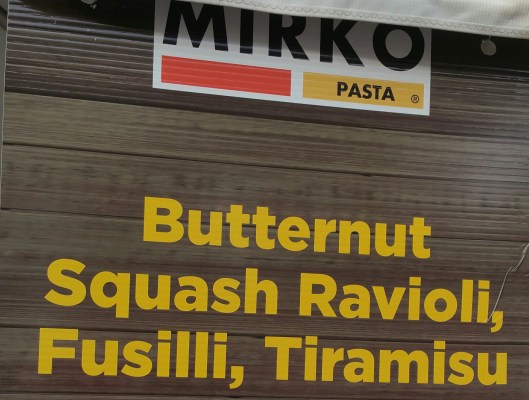 MIRKO
PASTA ®
Butternut
Squash Ravioli,
Fusilli, Tiramisu